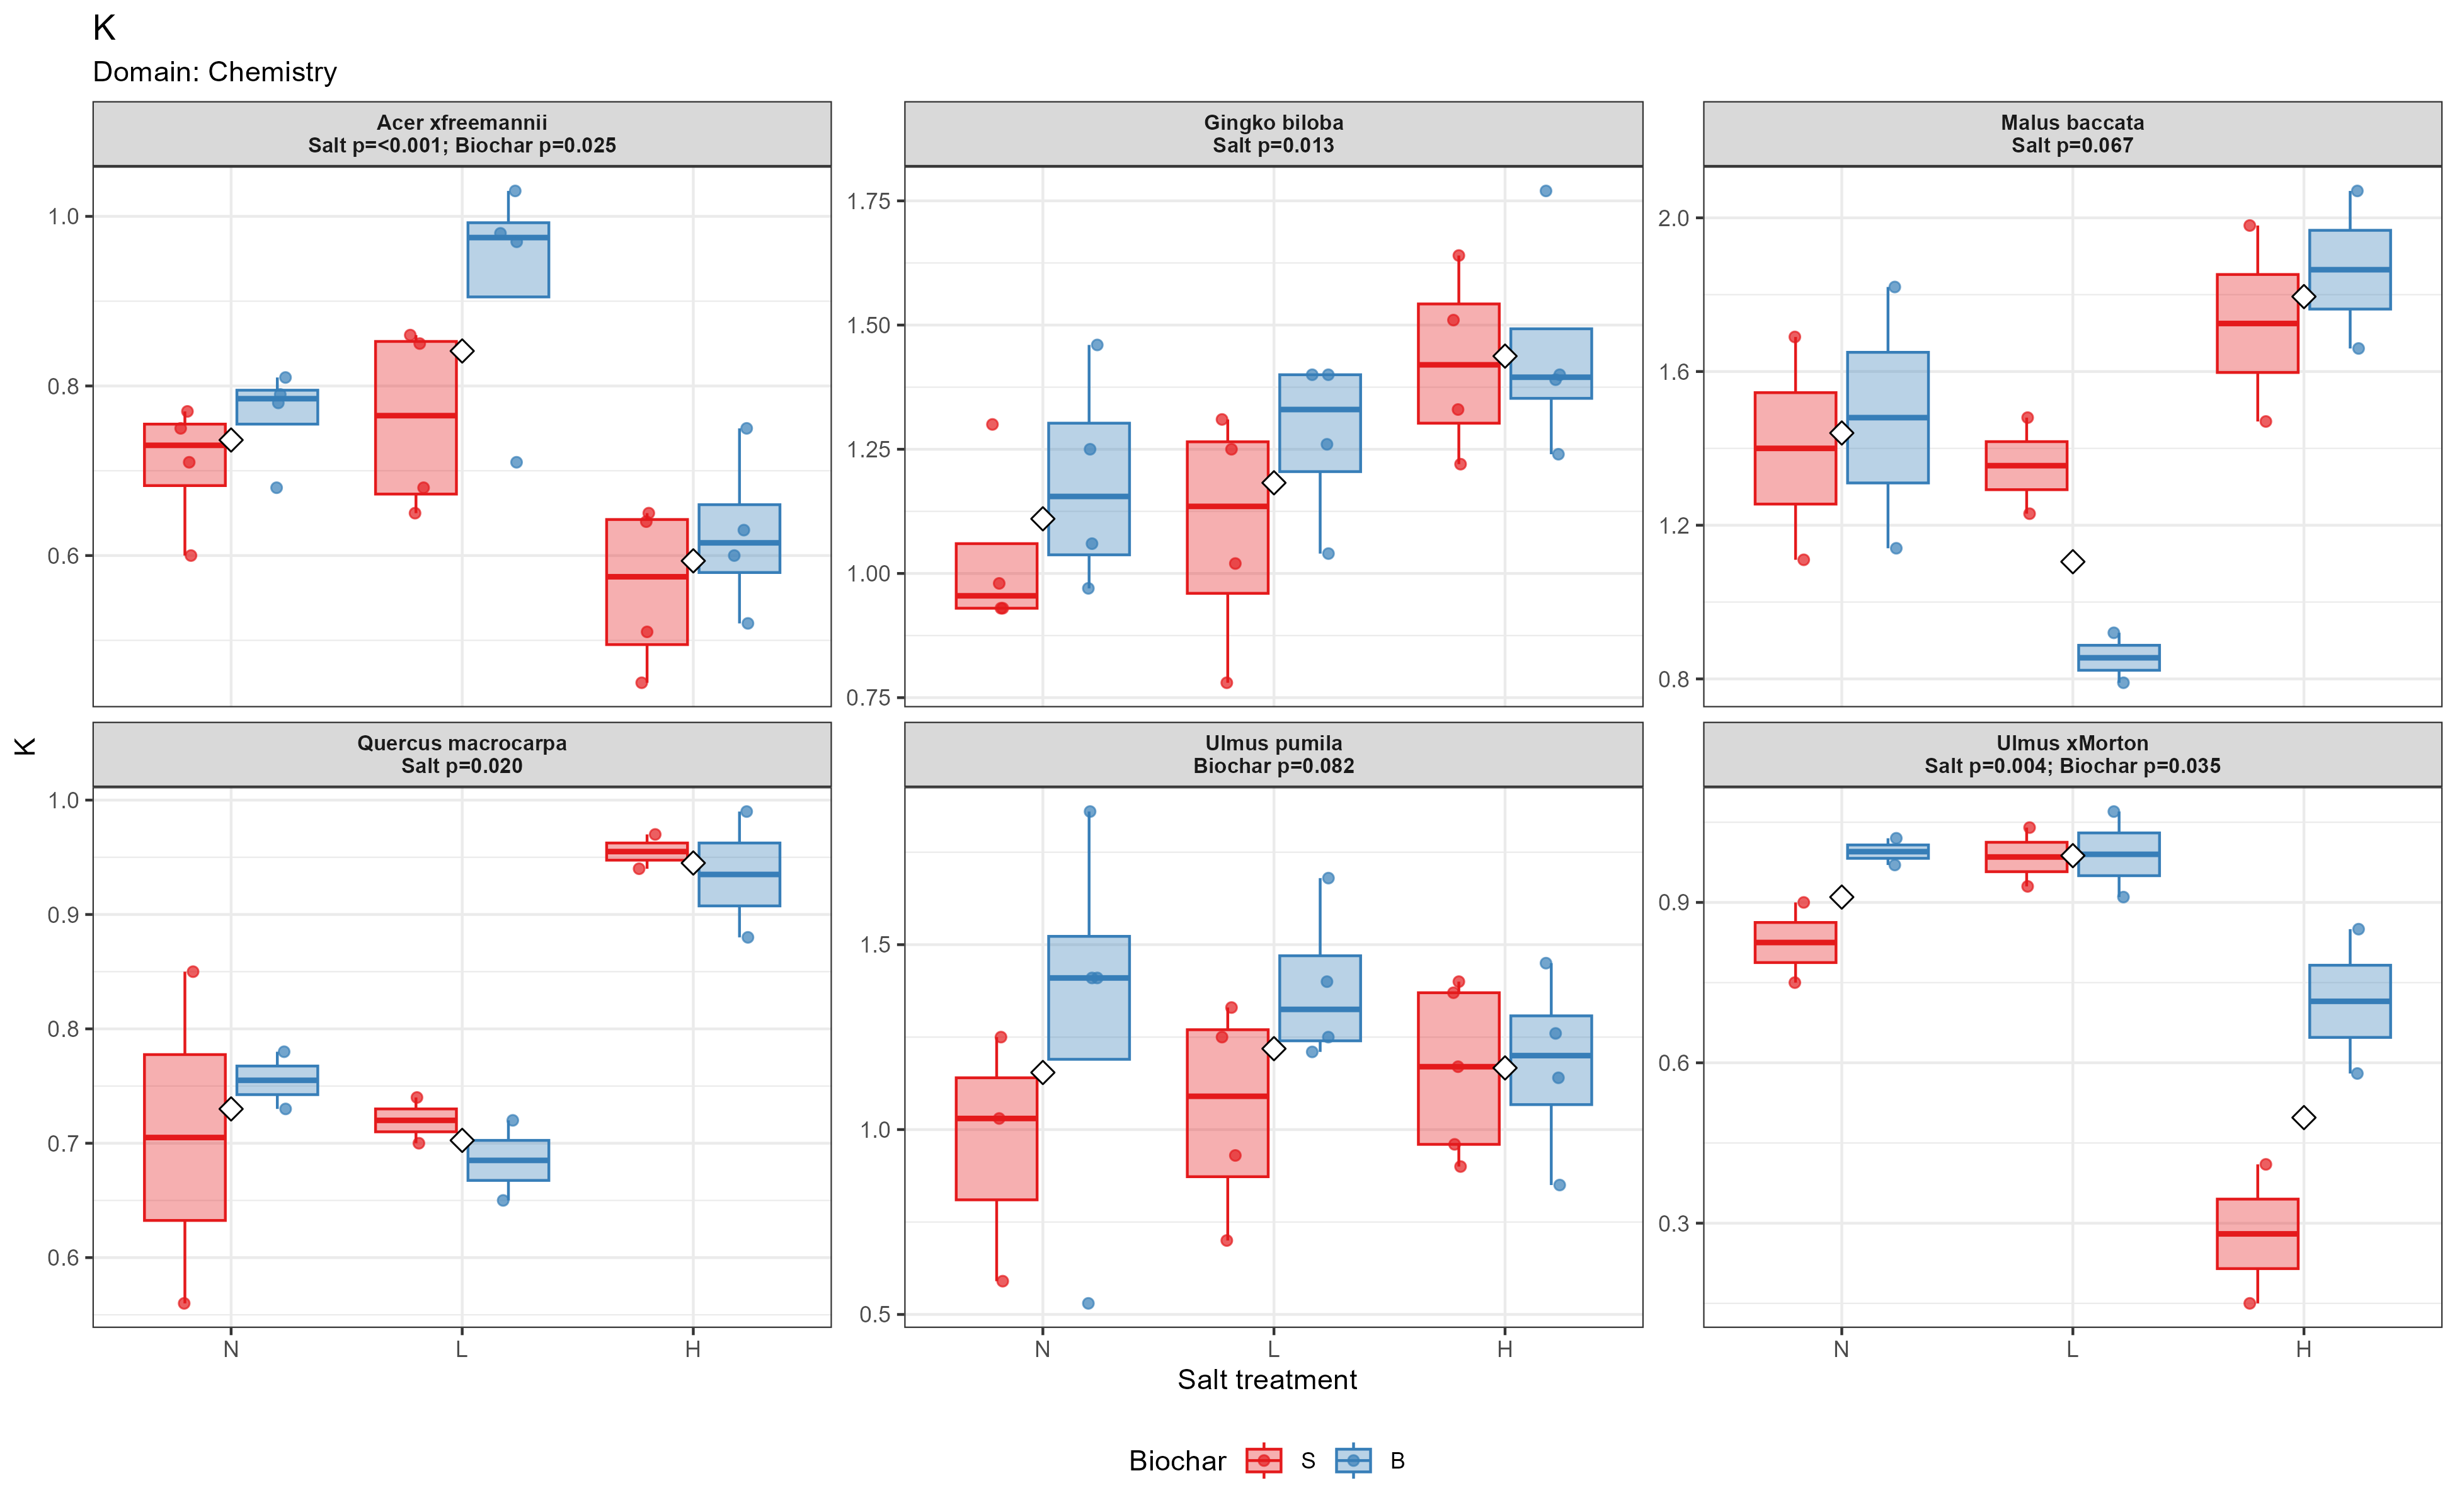 K
Domain: Chemistry
Acer xfreemannii
Salt p=<0.001; Biochar p=0.025
Gingko biloba
Salt p=0.013
Malus baccata
Salt p=0.067
1.0
0.8
0.6
1.75
1.50
1.25
1.00
0.75
2.0
1.6
1.2
0.8
K
Quercus macrocarpa
Salt p=0.020
Ulmus pumila
Biochar p=0.082
Ulmus xMorton
Salt p=0.004; Biochar p=0.035
1.0
0.9
0.8
0.7
0.6
1.5
1.0
0.5
0.9
0.6
0.3
N L H
N L H
N L H
Salt treatment
Biochar S B